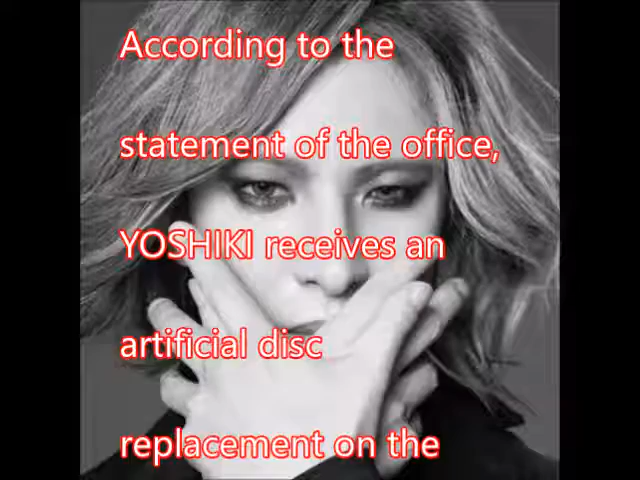 According to the
statement of the office,
YOSHIKI receives an
artificial disc
replacement on the